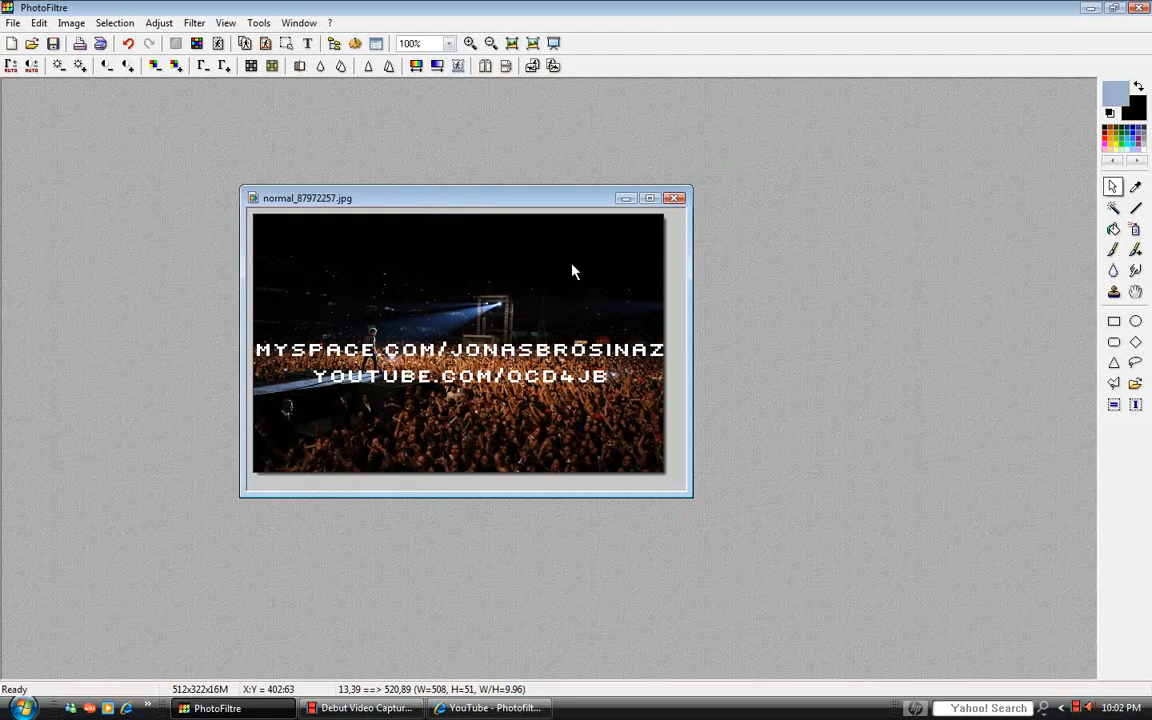 PhotoFiltre
File Edit Image Selection Adjust Filter View Tools Window ?
100%
AUTO AUTO
normal_87972257.jpg
MYSPACE.COM/JONASBROSINAZ
YOUTUBE.COM/OCD4JB
Ready 512x322x16M X:Y = 402:63 13,39 ==> 520,89 (W=508, H=51, W/H=9.96)
PhotoFiltre Debut Video Captur... YouTube - Photofilt... Yahoo! Search 10:02 PM